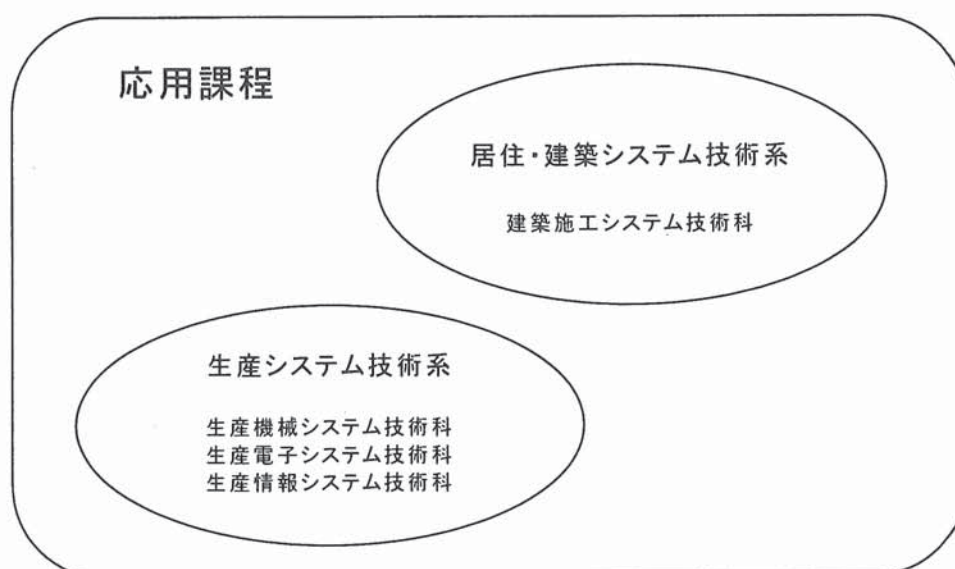 応用課程
居住・建築システム技術系
建築施工システム技術科
生産システム技術系
生産機械システム技術科
生産電子システム技術科
生産情報システム技術科